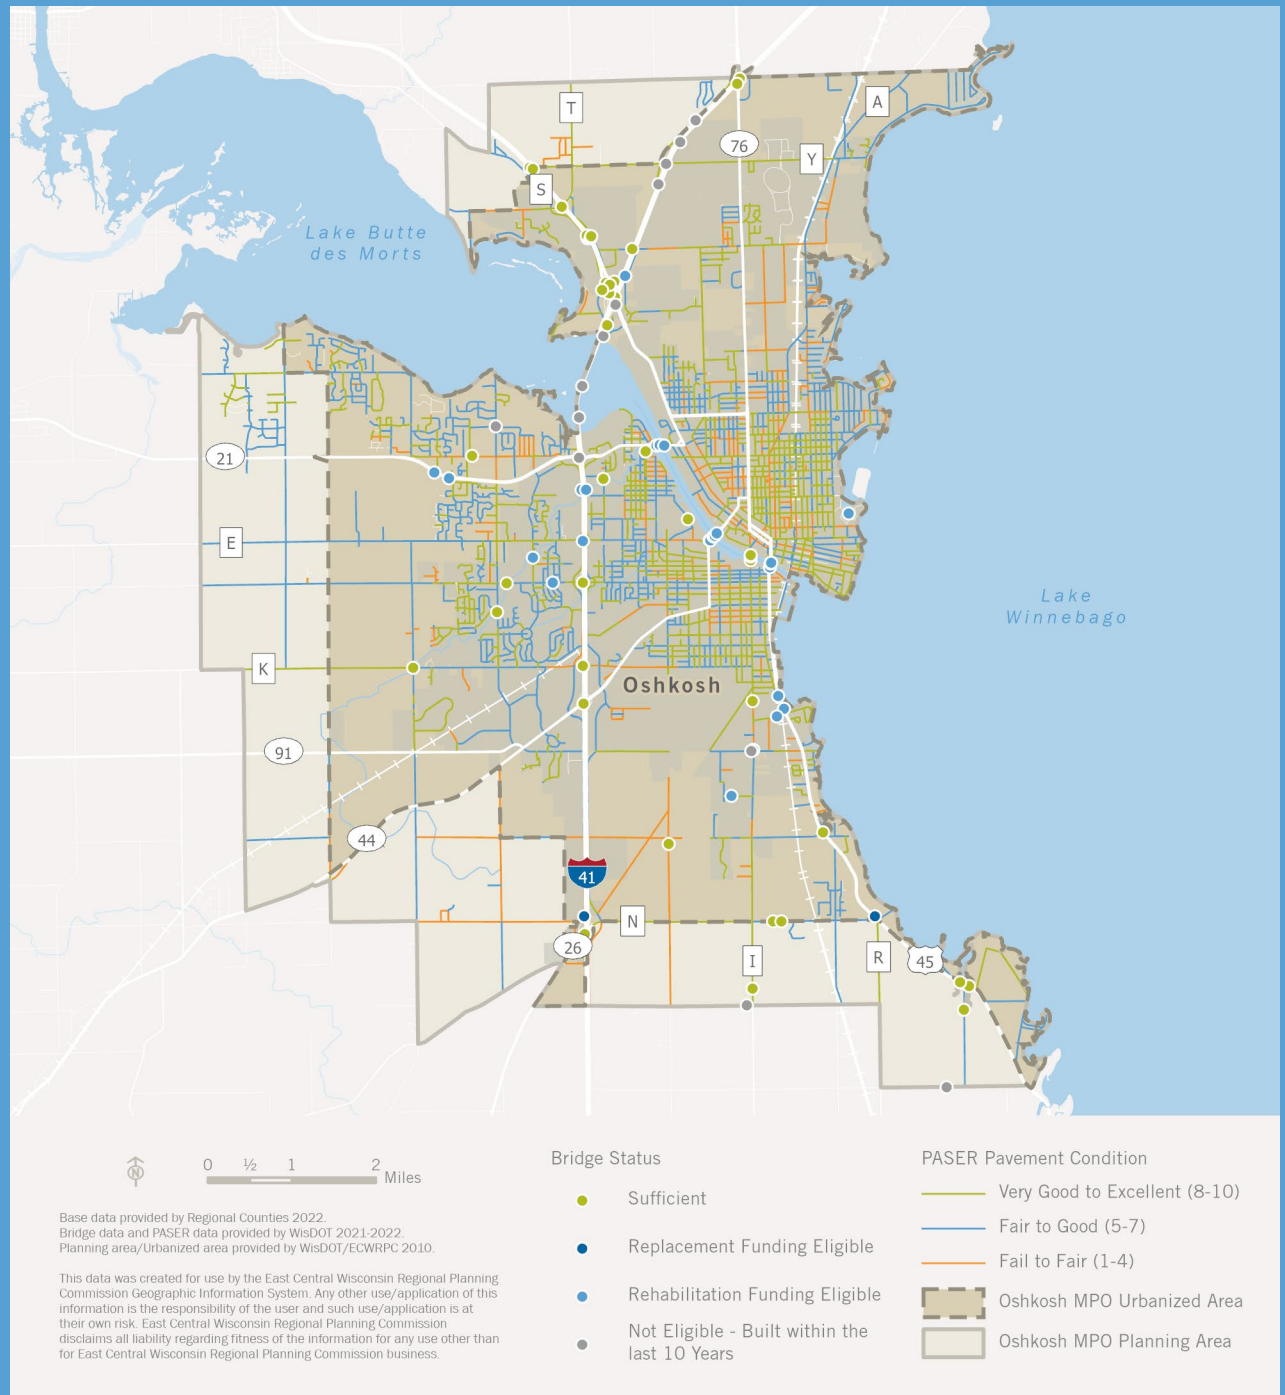 T
A
76
Y
S
Lake Butte
des Morts
21
E
Lake
Winnebago
K
Oshkosh
91
44
41
N
26
I
R
45
N
0 ½ 1 2
Miles
Base data provided by Regional Counties 2022.
Bridge data and PASER data provided by WisDOT 2021-2022.
Planning area/Urbanized area provided by WisDOT/ECWRPC 2010.
This data was created for use by the East Central Wisconsin Regional Planning
Commission Geographic Information System. Any other use/application of this
information is the responsibility of the user and such use/application is at
their own risk. East Central Wisconsin Regional Planning Commission
disclaims all liability regarding fitness of the information for any use other than
for East Central Wisconsin Regional Planning Commission business.
Bridge Status
Sufficient
Replacement Funding Eligible
Rehabilitation Funding Eligible
Not Eligible - Built within the
last 10 Years
PASER Pavement Condition
Very Good to Excellent (8-10)
Fair to Good (5-7)
Fail to Fair (1-4)
Oshkosh MPO Urbanized Area
Oshkosh MPO Planning Area